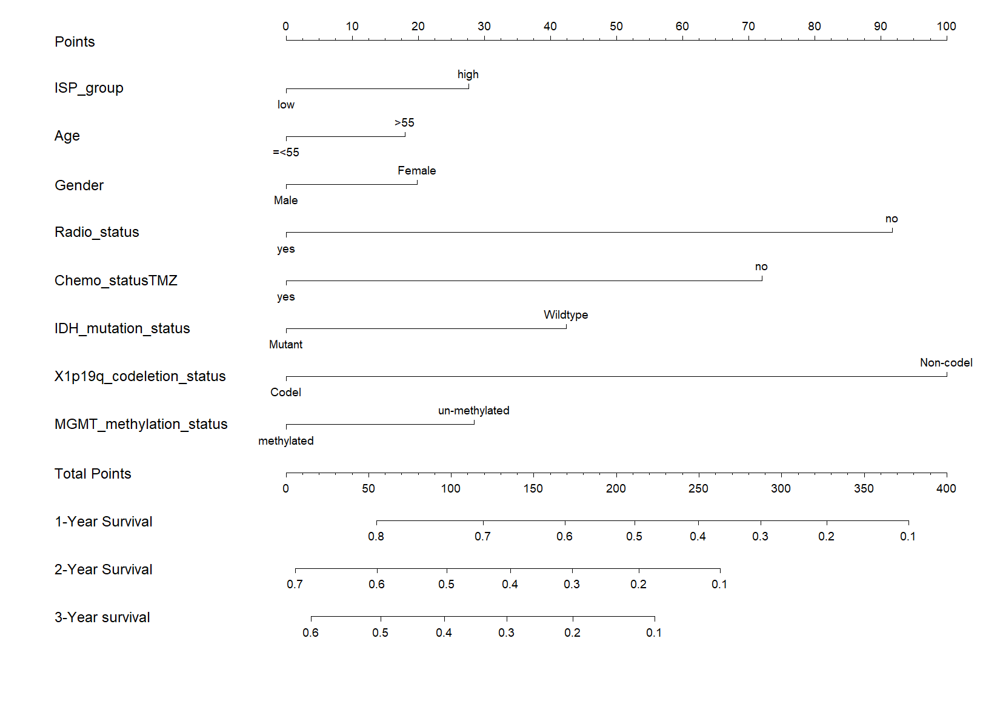 0 10 20 30 40 50 60 70 80 90 100
Points
high
ISP_group
low
>55
Age
=<55
Female
Gender
Male
no
Radio_status
yes
no
Chemo_statusTMZ
yes
Wildtype
IDH_mutation_status
Mutant
Non-codel
X1p19q_codeletion_status
Codel
un-methylated
MGMT_methylation_status
methylated
Total Points
0 50 100 150 200 250 300 350 400
1-Year Survival
0.8 0.7 0.6 0.5 0.4 0.3 0.2 0.1
2-Year Survival
0.7 0.6 0.5 0.4 0.3 0.2 0.1
3-Year survival
0.6 0.5 0.4 0.3 0.2 0.1